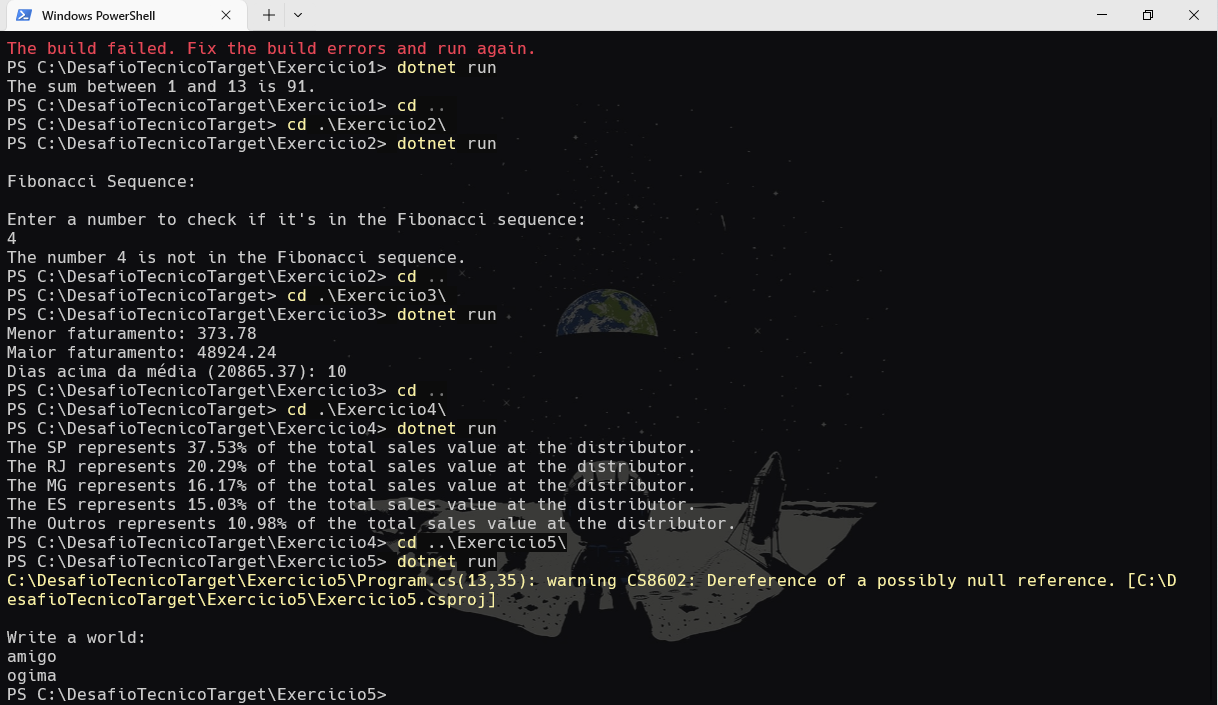 Windows PowerShell
The build failed. Fix the build errors and run again.
PS C:\DesafioTecnicoTarget\Exercicio1> dotnet run
The sum between 1 and 13 is 91.
PS C:\DesafioTecnicoTarget\Exercicio1> cd ..
PS C:\DesafioTecnicoTarget> cd .\Exercicio2\
PS C:\DesafioTecnicoTarget\Exercicio2> dotnet run
Fibonacci Sequence:
Enter a number to check if it's in the Fibonacci sequence:
4
The number 4 is not in the Fibonacci sequence.
PS C:\DesafioTecnicoTarget\Exercicio2> cd ..
PS C:\DesafioTecnicoTarget> cd .\Exercicio3\
PS C:\DesafioTecnicoTarget\Exercicio3> dotnet run
Menor faturamento: 373.78
Maior faturamento: 48924.24
Dias acima da média (20865.37): 10
PS C:\DesafioTecnicoTarget\Exercicio3> cd ..
PS C:\DesafioTecnicoTarget> cd .\Exercicio4\
PS C:\DesafioTecnicoTarget\Exercicio4> dotnet run
The SP represents 37.53% of the total sales value at the distributor.
The RJ represents 20.29% of the total sales value at the distributor.
The MG represents 16.17% of the total sales value at the distributor.
The ES represents 15.03% of the total sales value at the distributor.
The Outros represents 10.98% of the total sales value at the distributor.
PS C:\DesafioTecnicoTarget\Exercicio4> cd ..\Exercicio5\
PS C:\DesafioTecnicoTarget\Exercicio5> dotnet run
C:\DesafioTecnicoTarget\Exercicio5\Program.cs(13,35): warning CS8602: Dereference of a possibly null reference. [C:\D
esafioTecnicoTarget\Exercicio5\Exercicio5.csproj]
Write a world:
amigo
ogima
PS C:\DesafioTecnicoTarget\Exercicio5>